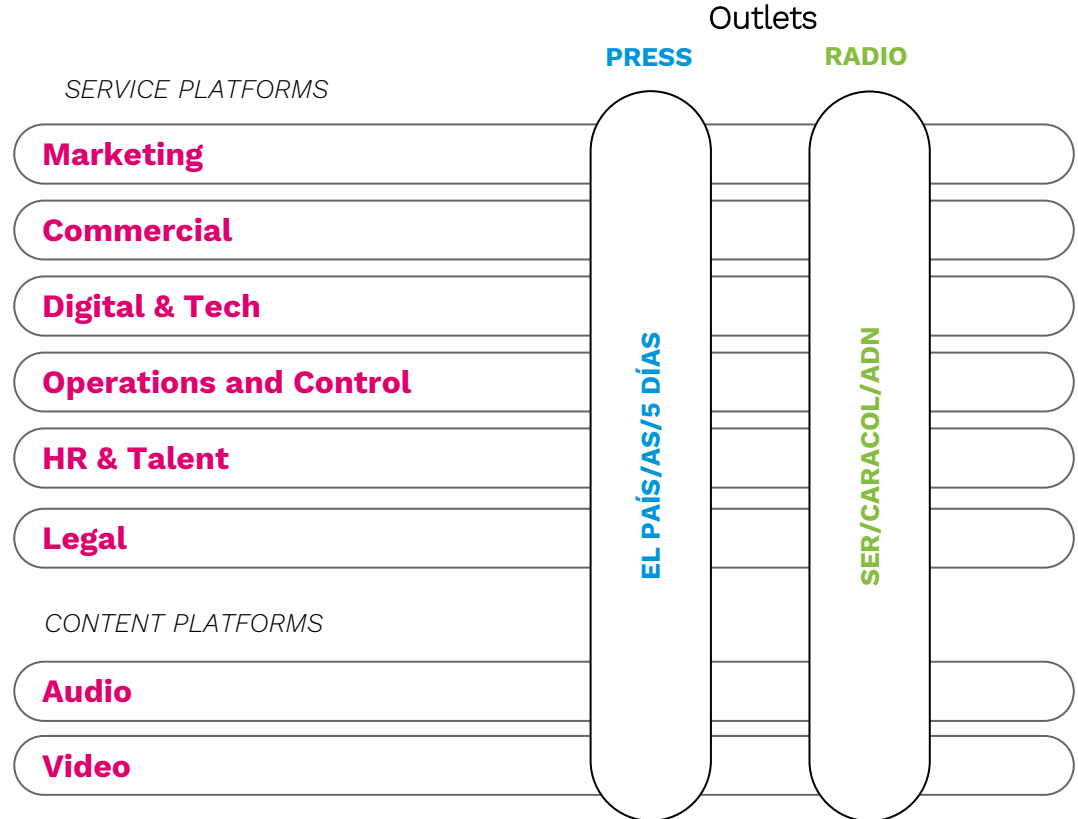 Outlets
PRESS
RADIO
SERVICE PLATFORMS
Marketing
Commercial
Digital & Tech
Operations and Control
HR & Talent
Legal
EL PAÍS/AS/5 DÍAS
SER/CARACOL/ADN
CONTENT PLATFORMS
Audio
Video